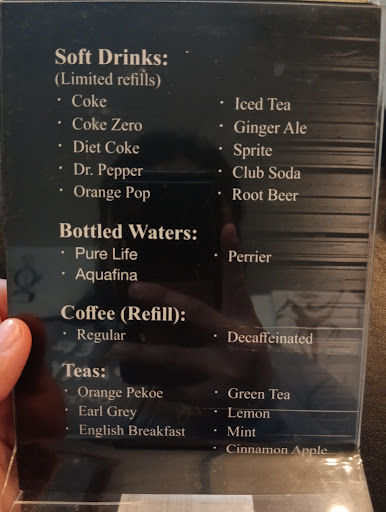 Soft Drinks:
(Limited refills)
· Coke
· Coke Zero
· Diet Coke
· Dr. Pepper
· Orange Pop
· Iced Tea
· Ginger Ale
· Sprite
· Club Soda
· Root Beer
Bottled Waters:
· Pure Life
· Aquafina
· Perrier
Coffee (Refill):
· Regular
· Decaffeinated
Teas:
· Orange Pekoe
· Earl Grey
· English Breakfast
· Green Tea
· Lemon
· Mint
· Cinnamon Apple